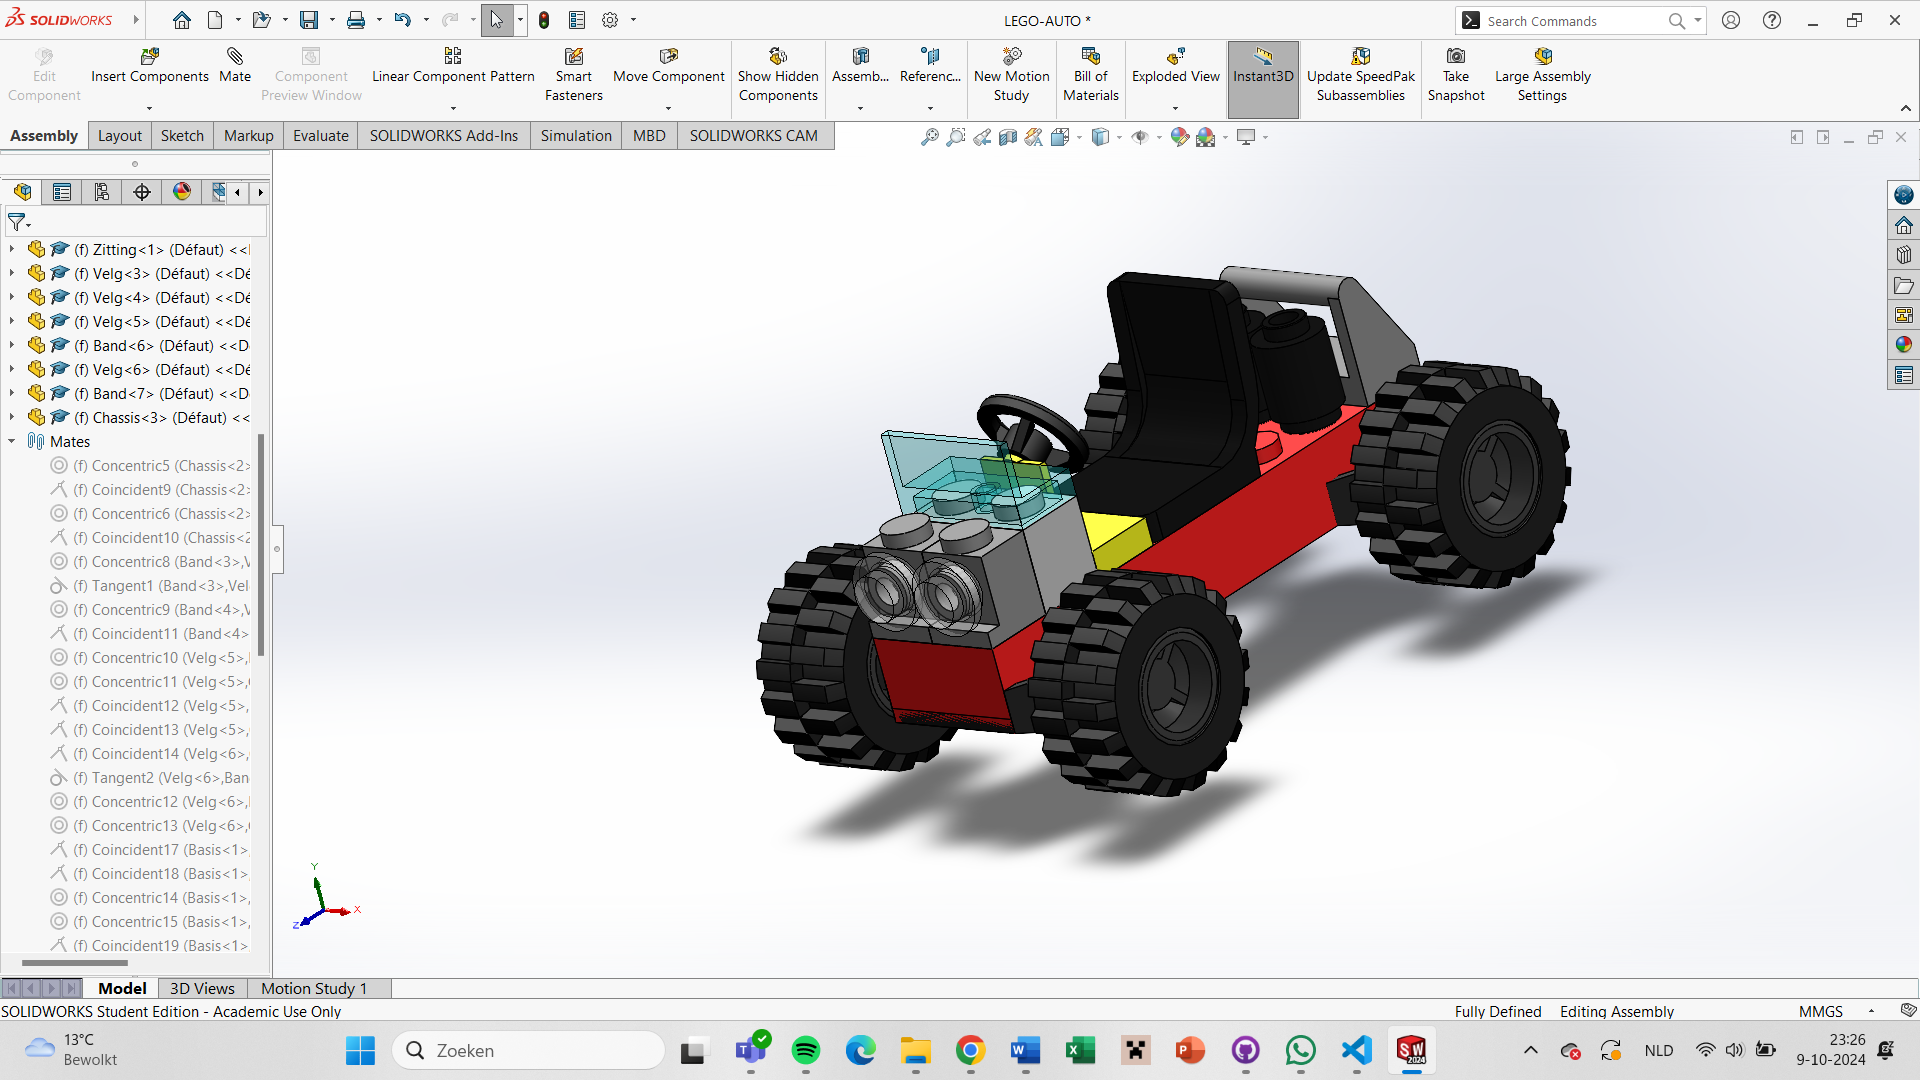 SOLIDWORKS
LEGO-AUTO *
Search Commands
Edit Component
Insert Components
Mate
Component Preview Window
Linear Component Pattern
Smart Fasteners
Move Component
Show Hidden Components
Assemb...
Referenc...
New Motion Study
Bill of Materials
Exploded View
Instant3D
Update SpeedPak Subassemblies
Take Snapshot
Large Assembly Settings
Assembly
Layout
Sketch
Markup
Evaluate
SOLIDWORKS Add-Ins
Simulation
MBD
SOLIDWORKS CAM
(f) Zitting<1> (Défaut) <<
(f) Velg<3> (Défaut) <<Dé
(f) Velg<4> (Défaut) <<Dé
(f) Velg<5> (Défaut) <<Dé
(f) Band<6> (Défaut) <<D
(f) Velg<6> (Défaut) <<Dé
(f) Band<7> (Défaut) <<D
(f) Chassis<3> (Défaut) <<
Mates
(f) Concentric5 (Chassis<2>
(f) Coincident9 (Chassis<2>
(f) Concentric6 (Chassis<2>
(f) Coincident10 (Chassis<2
(f) Concentric8 (Band<3>,V
(f) Tangent1 (Band<3>,Vel
(f) Concentric9 (Band<4>,V
(f) Coincident11 (Band<4>
(f) Concentric10 (Velg<5>,
(f) Concentric11 (Velg<5>,
(f) Coincident12 (Velg<5>,
(f) Coincident13 (Velg<5>,
(f) Coincident14 (Velg<6>,
(f) Tangent2 (Velg<6>,Ban
(f) Concentric12 (Velg<6>,
(f) Concentric13 (Velg<6>,
(f) Coincident17 (Basis<1>
(f) Coincident18 (Basis<1>
(f) Concentric14 (Basis<1>,
(f) Concentric15 (Basis<1>,
(f) Coincident19 (Basis<1>
Y
X
Z
Model
3D Views
Motion Study 1
SOLIDWORKS Student Edition - Academic Use Only
Fully Defined
Editing Assembly
MMGS
13°C
Bewolkt
Zoeken
SW
2024
NLD
23:26
9-10-2024